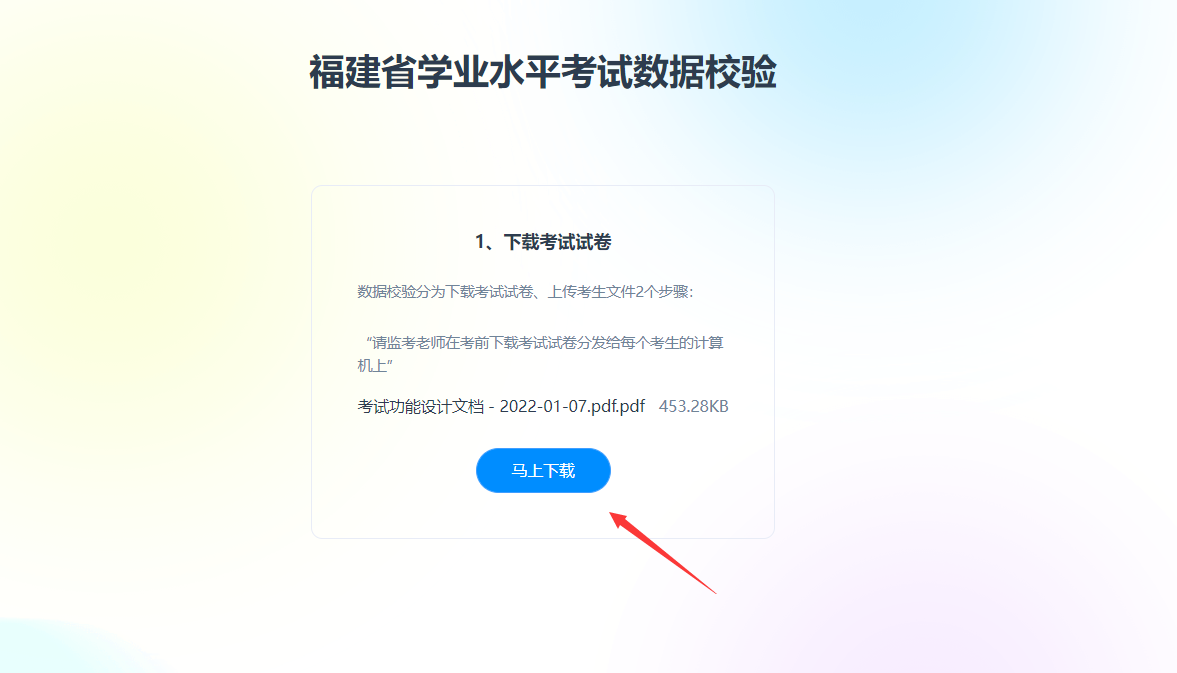 福建省学业水平考试数据校验
1、下载考试试卷
数据校验分为下载考试试卷、上传考生文件2个步骤：
“请监考老师在考前下载考试试卷分发给每个考生的计算
机上”
考试功能设计文档 - 2022-01-07.pdf.pdf 453.28KB
马上下载